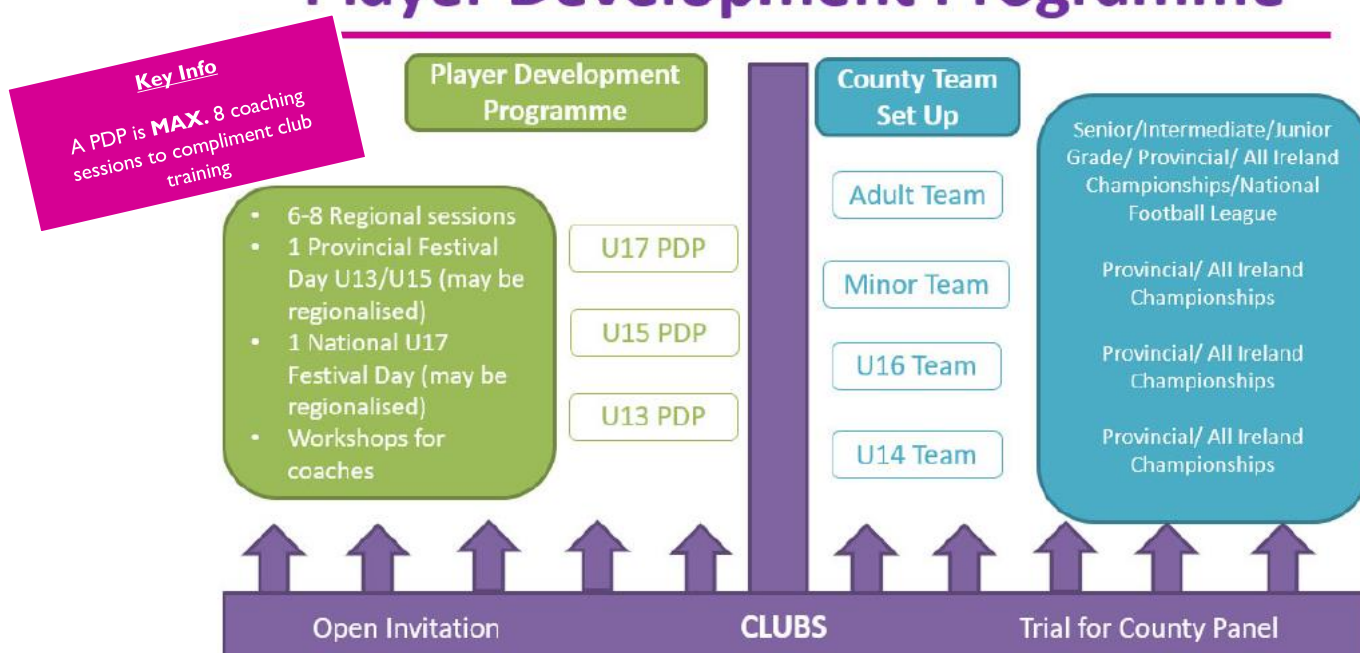 Player Development Programme
Key Info
A PDP is MAX. 8 coaching
sessions to compliment club
training
Player Development
Programme
• 6-8 Regional sessions
• 1 Provincial Festival
Day U13/U15 (may be
regionalised)
• 1 National U17
Festival Day (may be
regionalised)
• Workshops for
coaches
U17 PDP
U15 PDP
U13 PDP
County Team
Set Up
Adult Team
Minor Team
U16 Team
U14 Team
Senior/Intermediate/Junior
Grade/ Provincial/ All Ireland
Championships/National
Football League
Provincial/ All Ireland
Championships
Provincial/ All Ireland
Championships
Provincial/ All Ireland
Championships
Open Invitation
CLUBS
Trial for County Panel